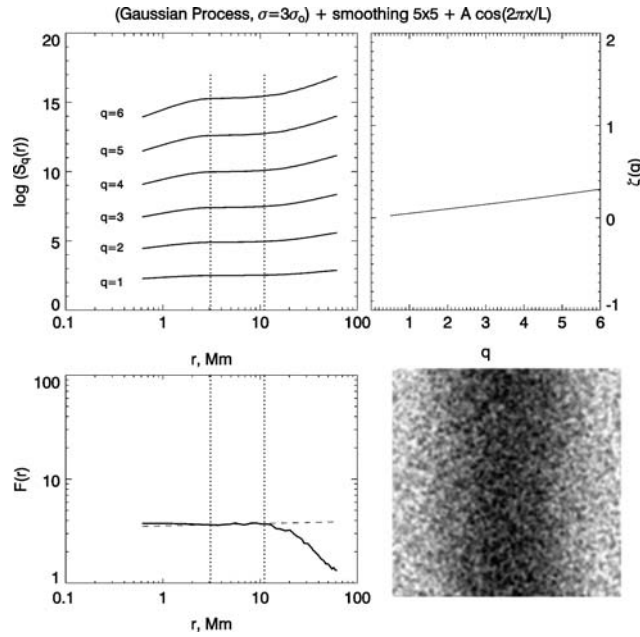 (Gaussian Process, σ=3σ₀) + smoothing 5x5 + A cos(2πx/L)
20
15
10
5
0
log (S_q(r))
q=6
q=5
q=4
q=3
q=2
q=1
0.1 1 10 100
r, Mm
2
1
0
-1
ζ(q)
1 2 3 4 5 6
q
100
10
1
F(r)
0.1 1 10 100
r, Mm